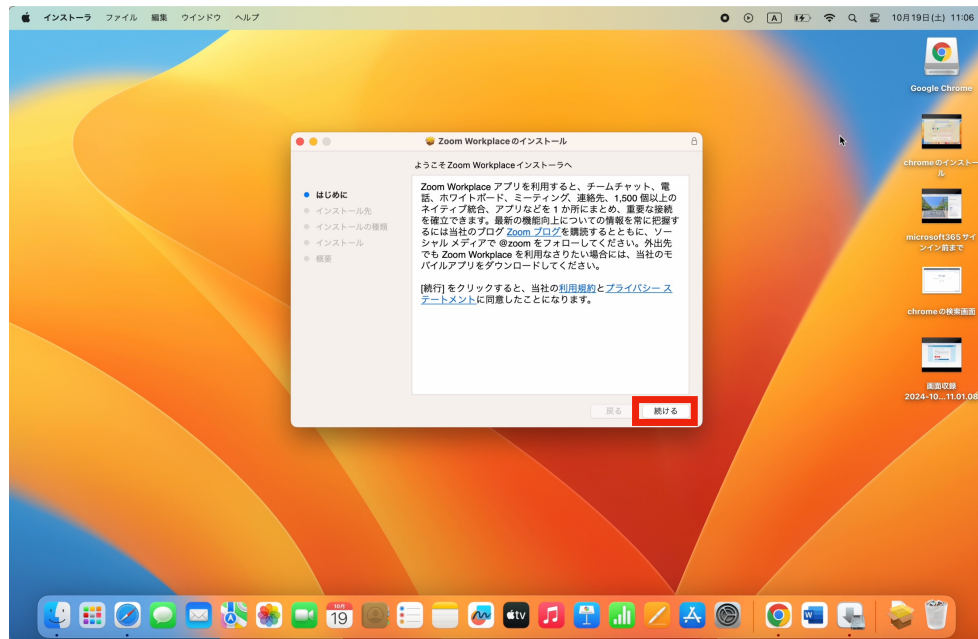 インストーラ ファイル 編集 ウインドウ ヘルプ
A
10月19日(土) 11:06
Google Chrome
chromeのインストール
ル
microsoft365 サイ
ンイン前まで
chromeの検索画面
画面収録
2024-10...11.01.08
Zoom Workplaceのインストール
ようこそZoom Workplaceインストーラへ
はじめに
インストール先
インストールの種類
インストール
概要
Zoom Workplace アプリを利用すると、チームチャット、電
話、ホワイトボード、ミーティング、連絡先、1,500 個以上の
ネイティブ統合、アプリなどを 1 か所にまとめ、重要な接続
を確立できます。最新の機能向上についての情報を常に把握す
るには当社のブログ Zoom ブログを購読するとともに、ソー
シャル メディアで @zoom をフォローしてください。外出先
でも Zoom Workplace を利用なさりたい場合には、当社のモ
バイルアプリをダウンロードしてください。
[続行] をクリックすると、当社の利用規約とプライバシー ス
テートメントに同意したことになります。
戻る
続ける
10月
19
tv